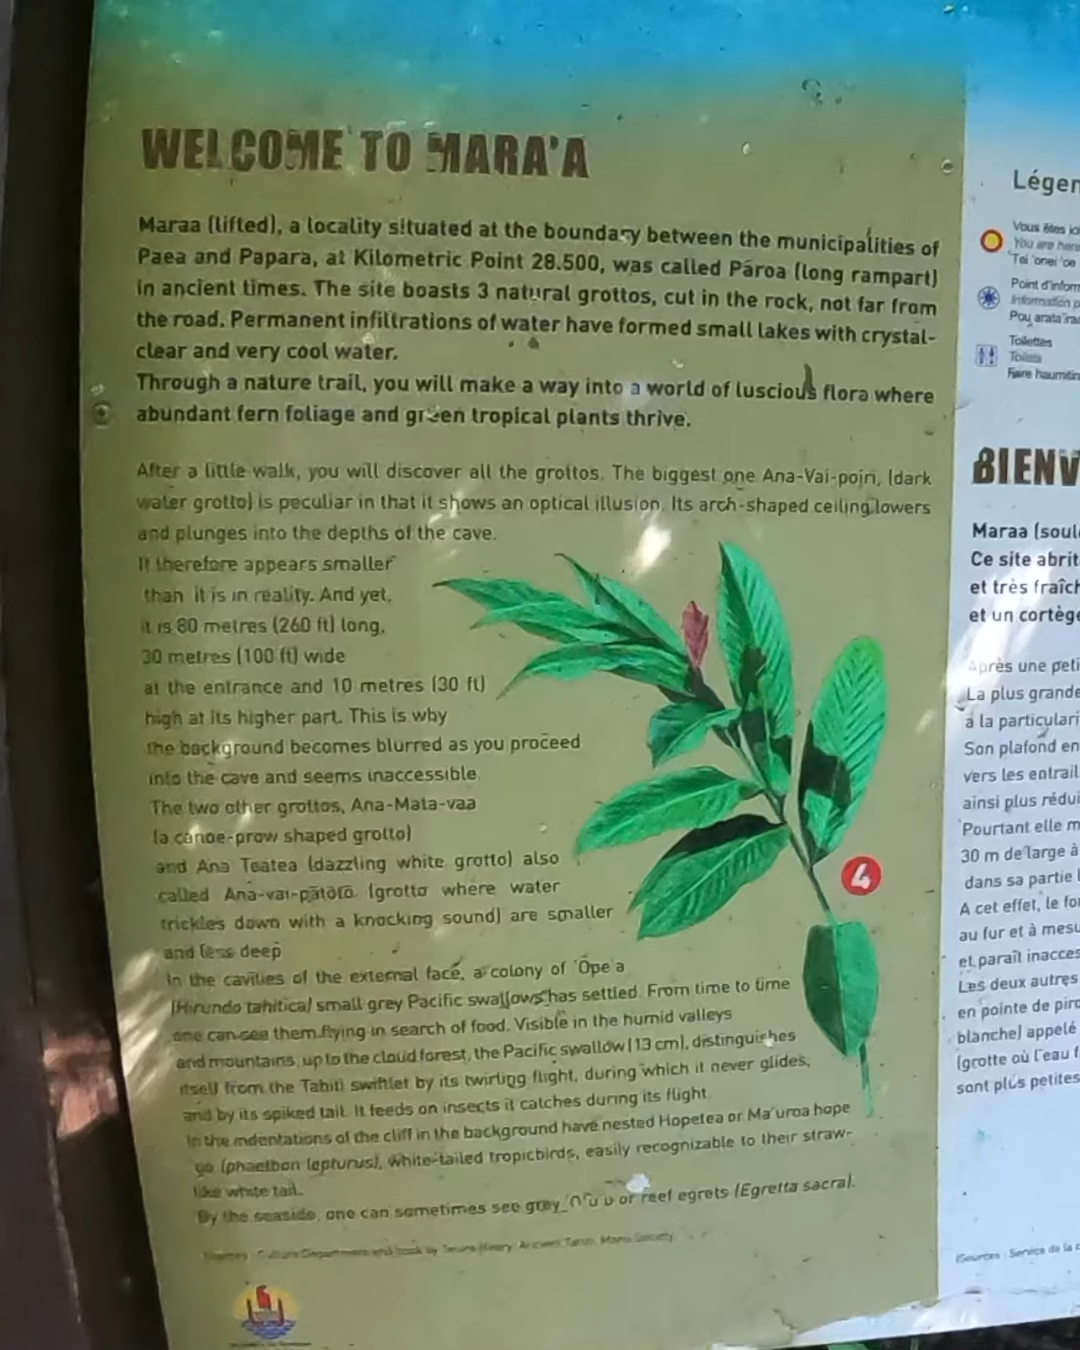 WELCOME TO MARA'A
Maraa (lifted), a locality situated at the boundary between the municipalities of
Paea and Papara, at Kilometric Point 28.500, was called Pāroa (long rampart)
in ancient times. The site boasts 3 natural grottos, cut in the rock, not far from
the road. Permanent infiltrations of water have formed small lakes with crystal-
clear and very cool water.
Through a nature trail, you will make a way into a world of luscious flora where
abundant fern foliage and green tropical plants thrive.
After a little walk, you will discover all the grottos. The biggest one Ana-Vai-poiri, (dark
water grotto) is peculiar in that it shows an optical illusion. Its arch-shaped ceiling lowers
and plunges into the depths of the cave.
It therefore appears smaller
than it is in reality. And yet,
it is 80 metres (260 ft) long,
30 metres (100 ft) wide
at the entrance and 10 metres (30 ft)
high at its higher part. This is why
the background becomes blurred as you proceed
into the cave and seems inaccessible.
The two other grottos, Ana-Mata-vaa
(a canoe-prow shaped grotto)
and Ana Teatea (dazzling white grotto) also
called Ana-vai-pātōtō (grotto where water
trickles down with a knocking sound) are smaller
and less deep
In the cavities of the external face, a colony of 'Ōpe'a
(Hirundo tahitica) small grey Pacific swallows has settled. From time to time
one can see them flying in search of food. Visible in the humid valleys
and mountains, up to the cloud forest, the Pacific swallow (13 cm), distinguishes
itself from the Tahiti swiftlet by its twirling flight, during which it never glides,
and by its spiked tail. It feeds on insects it catches during its flight.
In the indentations of the cliff in the background have nested Hopetea or Ma'uroa hope
uo (phaethon lepturus), white-tailed tropicbirds, easily recognizable to their straw-
like white tail.
By the seaside, one can sometimes see grey or reef egrets (Egretta sacra).
4
Légen
Vous êtes ici
You are here
Point d'inform
Information p
Toilettes
Toilets
BIENV
Maraa (soul
Ce site abrit
et très fraîch
et un cortège
Après une peti
La plus grande
a la particulari
Son plafond en
vers les entrail
ainsi plus rédui
Pourtant elle m
30 m de large à
dans sa partie
A cet effet, le fo
au fur et à mesu
et paraît inacces
Les deux autres
en pointe de piro
blanche) appelé
(grotte où l'eau f
sont plus petites
(Sources : Service de la c